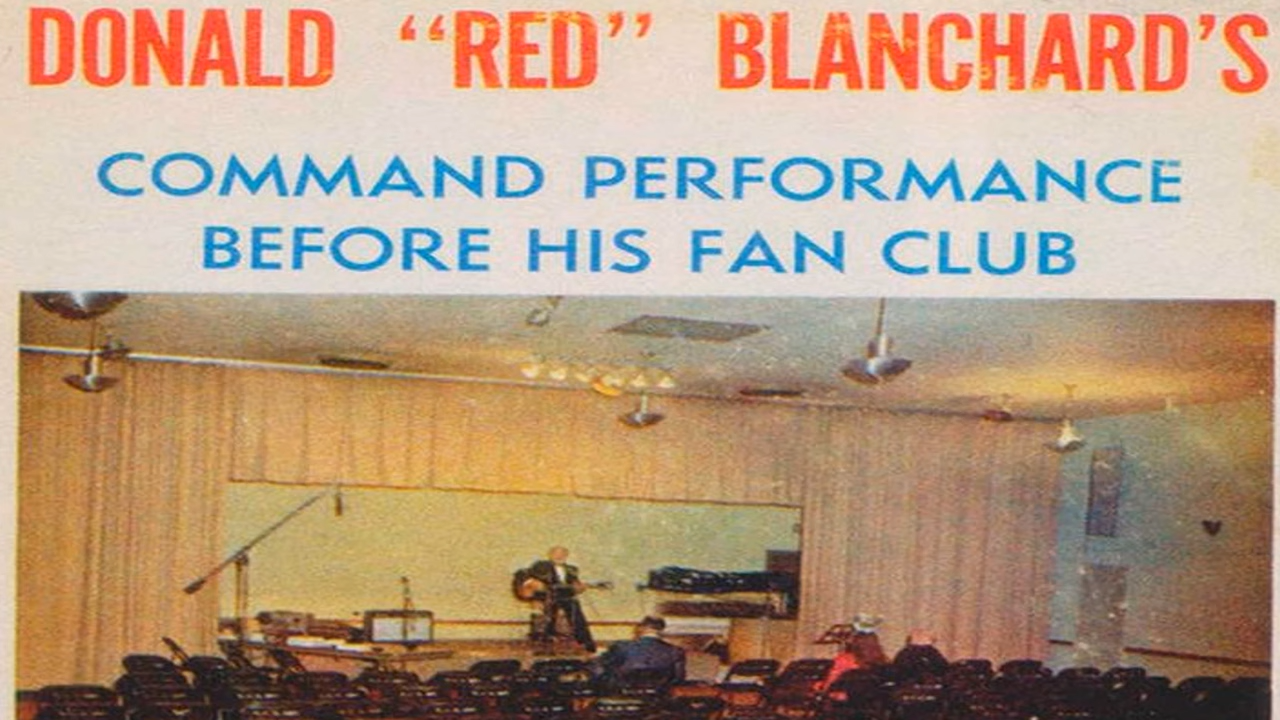 DONALD “RED” BLANCHARD’S
COMMAND PERFORMANCE
BEFORE HIS FAN CLUB